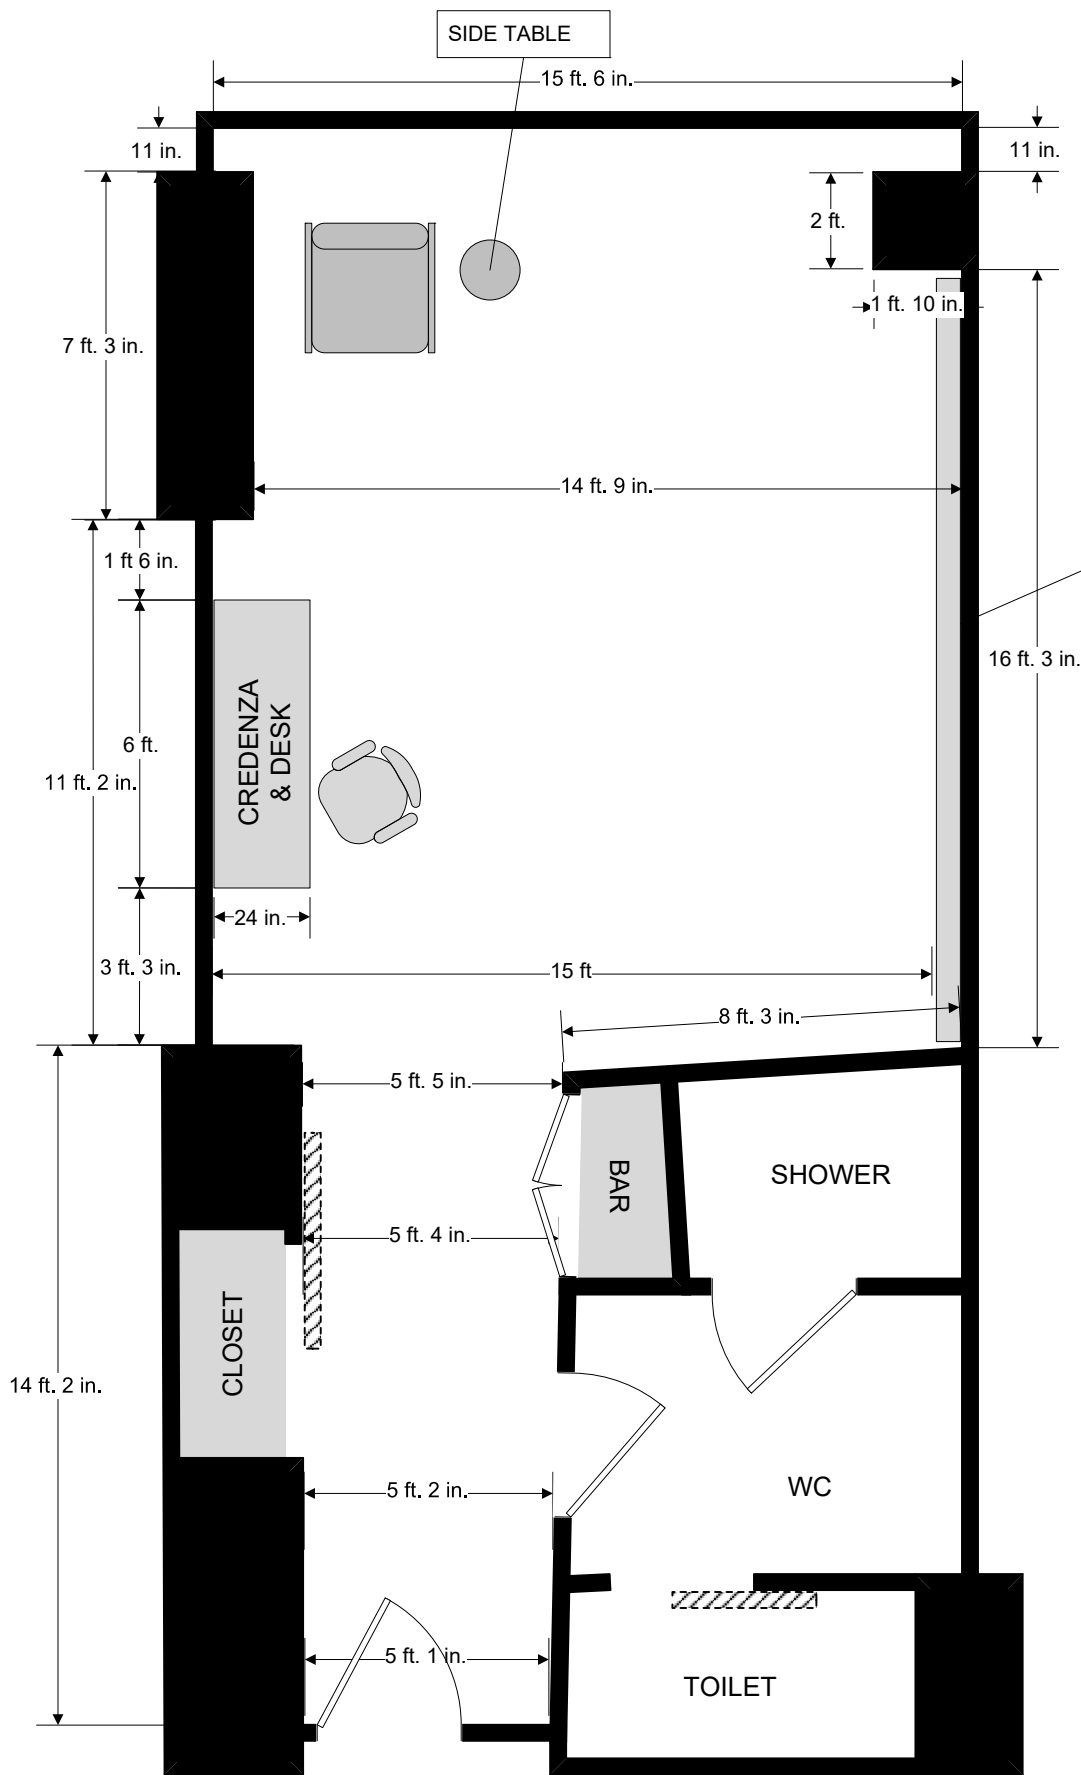 SIDE TABLE
15 ft. 6 in.
11 in.
11 in.
2 ft.
1 ft. 10 in.
7 ft. 3 in.
14 ft. 9 in.
1 ft 6 in.
16 ft. 3 in.
CREDENZA
& DESK
6 ft.
11 ft. 2 in.
24 in.
3 ft. 3 in.
15 ft
8 ft. 3 in.
5 ft. 5 in.
BAR
SHOWER
5 ft. 4 in.
CLOSET
14 ft. 2 in.
5 ft. 2 in.
WC
5 ft. 1 in.
TOILET